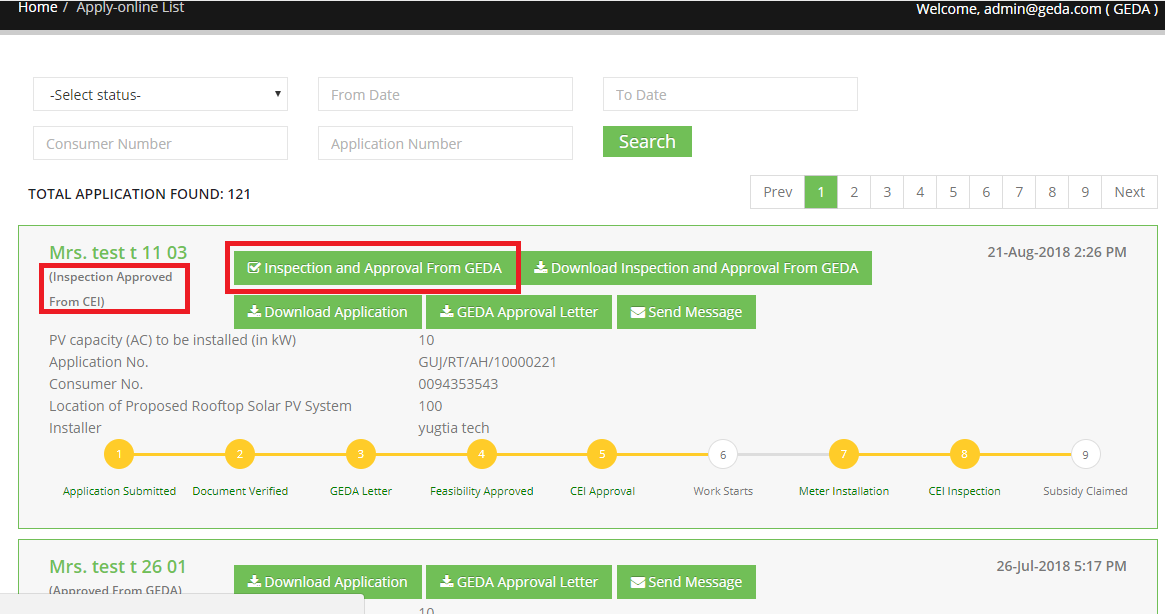 Home / Apply-online List
Welcome, admin@geda.com ( GEDA )
-Select status-
From Date
To Date
Consumer Number
Application Number
Search
TOTAL APPLICATION FOUND: 121
Prev 1 2 3 4 5 6 7 8 9 Next
Mrs. test t 11 03
(Inspection Approved
From CEI)
Inspection and Approval From GEDA
Download Inspection and Approval From GEDA
21-Aug-2018 2:26 PM
Download Application
GEDA Approval Letter
Send Message
PV capacity (AC) to be installed (in kW) 10
Application No. GUJ/RT/AH/10000221
Consumer No. 0094353543
Location of Proposed Rooftop Solar PV System 100
Installer yugtia tech
1 2 3 4 5 6 7 8 9
Application Submitted Document Verified GEDA Letter Feasibility Approved CEI Approval Work Starts Meter Installation CEI Inspection Subsidy Claimed
Mrs. test t 26 01
(Approved From GEDA)
Download Application
GEDA Approval Letter
Send Message
26-Jul-2018 5:17 PM
10